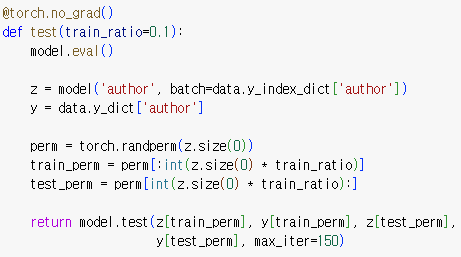 @torch.no_grad()
def test(train_ratio=0.1):
    model.eval()

    z = model('author', batch=data.y_index_dict['author'])
    y = data.y_dict['author']

    perm = torch.randperm(z.size(0))
    train_perm = perm[:int(z.size(0) * train_ratio)]
    test_perm = perm[int(z.size(0) * train_ratio):]

    return model.test(z[train_perm], y[train_perm], z[test_perm],
                      y[test_perm], max_iter=150)